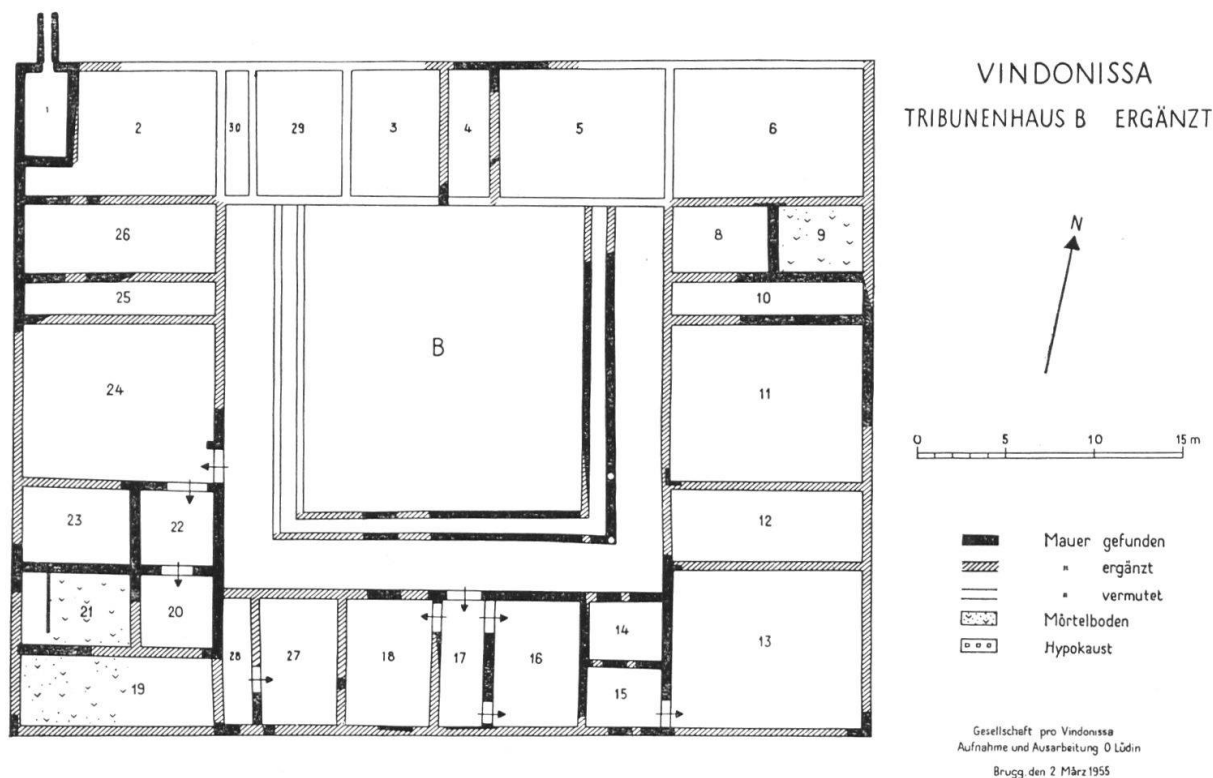 VINDONISSA
TRIBUNENHAUS B ERGÄNZT
1
2
30
29
3
4
5
6
26
8
9
25
10
B
24
11
N
0 5 10 15 m
23
22
12
21
20
14
13
28
27
18
17
16
19
15
Mauer gefunden
" ergänzt
" vermutet
Mörtelboden
Hypokaust
Gesellschaft pro Vindonissa
Aufnahme und Ausarbeitung O Lüdin
Brugg, den 2 März 1955